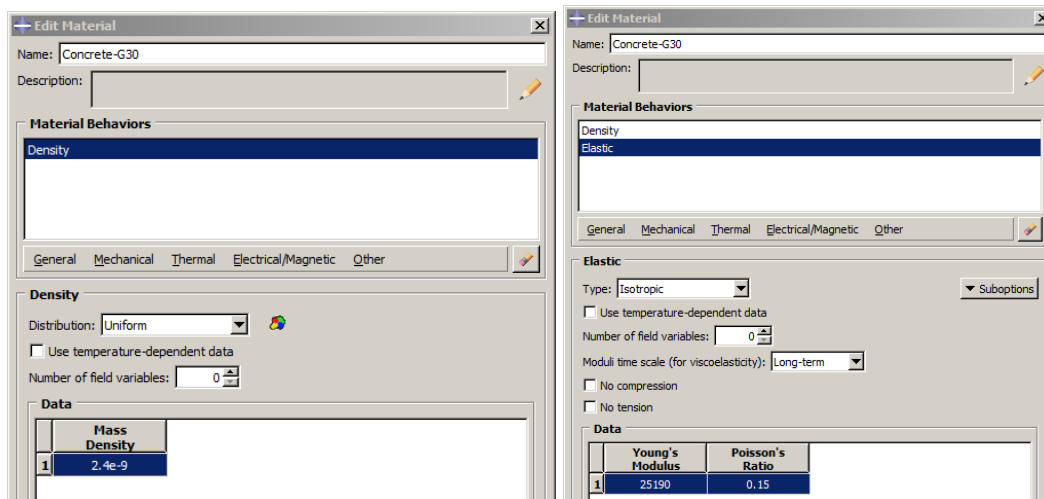 Edit Material
Name: Concrete-G30
Description:
Material Behaviors
Density
General Mechanical Thermal Electrical/Magnetic Other
Density
Distribution: Uniform
Use temperature-dependent data
Number of field variables: 0
Data
Mass
Density
1 2.4e-9
Edit Material
Name: Concrete-G30
Description:
Material Behaviors
Density
Elastic
General Mechanical Thermal Electrical/Magnetic Other
Elastic
Type: Isotropic Suboptions
Use temperature-dependent data
Number of field variables: 0
Moduli time scale (for viscoelasticity): Long-term
No compression
No tension
Data
Young's Poisson's
Modulus Ratio
1 25190 0.15